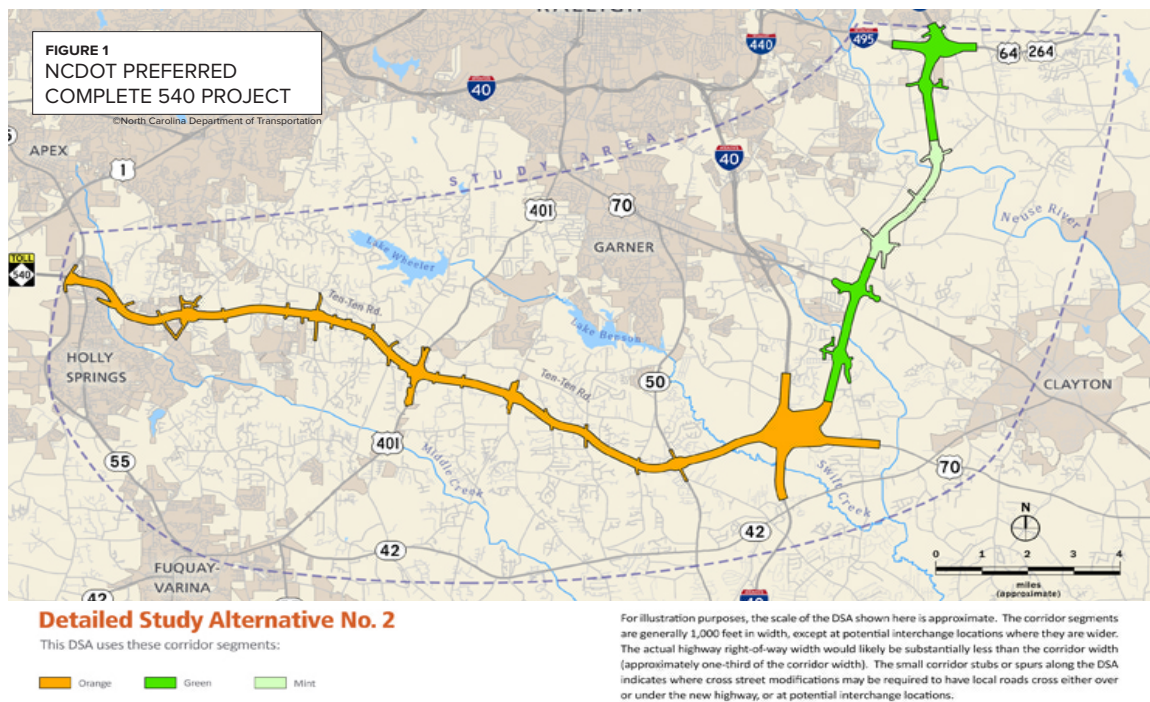 RALEIGH
FIGURE 1
NCDOT PREFERRED
COMPLETE 540 PROJECT
©North Carolina Department of Transportation
440
495
64 264
40
APEX
1
STUDY AREA
40
401
70
Neuse River
GARNER
Lake Wheeler
TOLL
540
Ten-Ten Rd.
Lake Benson
HOLLY
SPRINGS
Ten-Ten Rd.
50
CLAYTON
401
55
Middle Creek
Swift Creek
70
N
42
42
0 1 2 3 4
miles
(approximate)
FUQUAY-
VARINA
42
Detailed Study Alternative No. 2
This DSA uses these corridor segments:
Orange
Green
Mint
For illustration purposes, the scale of the DSA shown here is approximate. The corridor segments
are generally 1,000 feet in width, except at potential interchange locations where they are wider.
The actual highway right-of-way width would likely be substantially less than the corridor width
(approximately one-third of the corridor width). The small corridor stubs or spurs along the DSA
indicates where cross street modifications may be required to have local roads cross either over
or under the new highway, or at potential interchange locations.